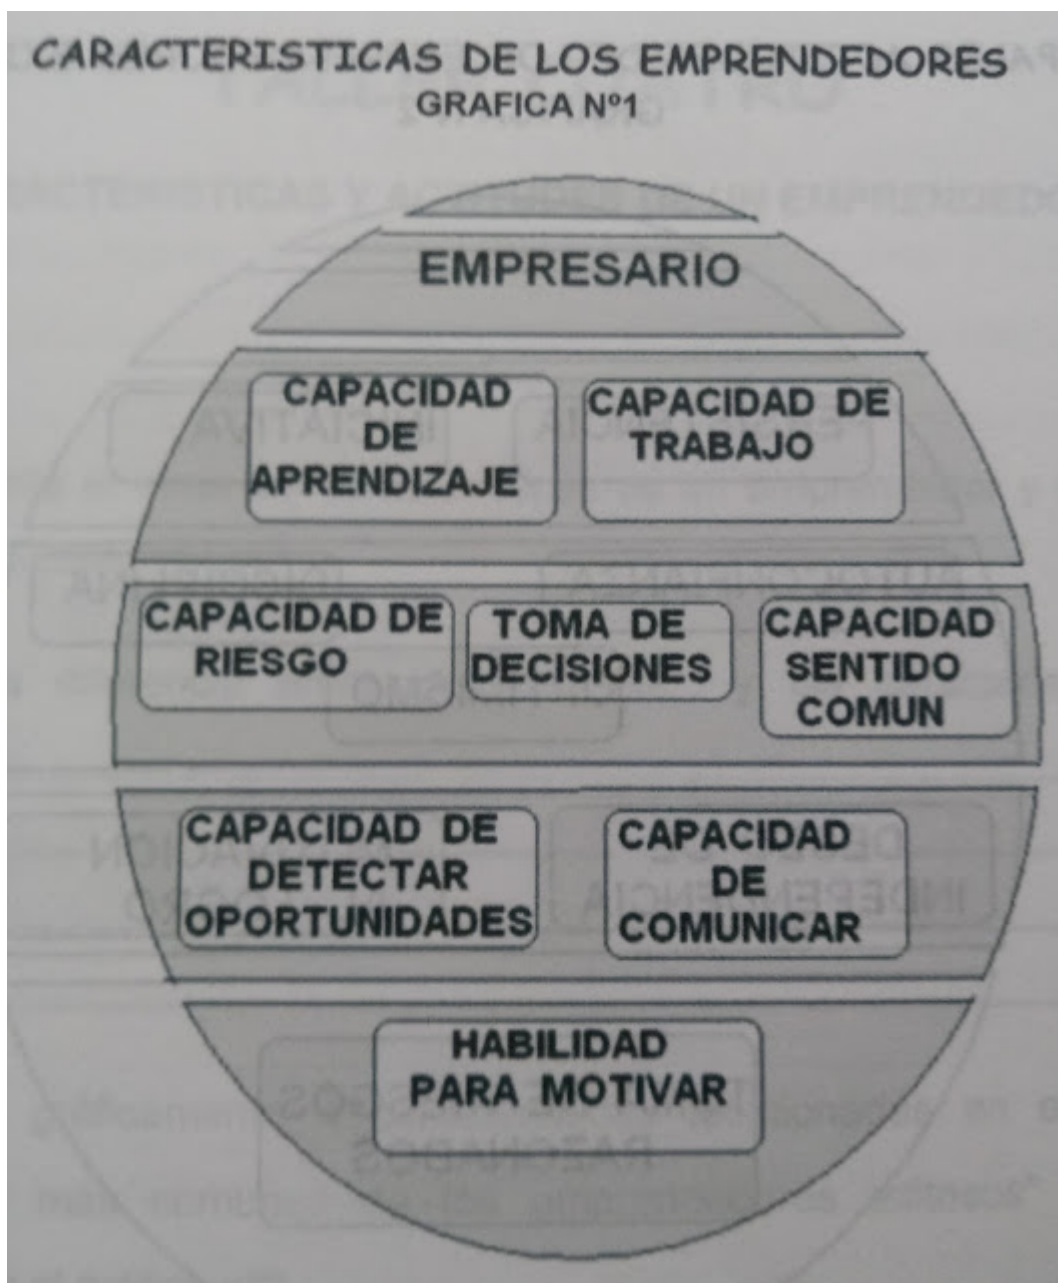 CARACTERISTICAS DE LOS EMPRENDEDORES
GRAFICA Nº1
EMPRESARIO
CAPACIDAD
DE
APRENDIZAJE
CAPACIDAD DE
TRABAJO
CAPACIDAD DE
RIESGO
TOMA DE
DECISIONES
CAPACIDAD
SENTIDO
COMUN
CAPACIDAD DE
DETECTAR
OPORTUNIDADES
CAPACIDAD
DE
COMUNICAR
HABILIDAD
PARA MOTIVAR